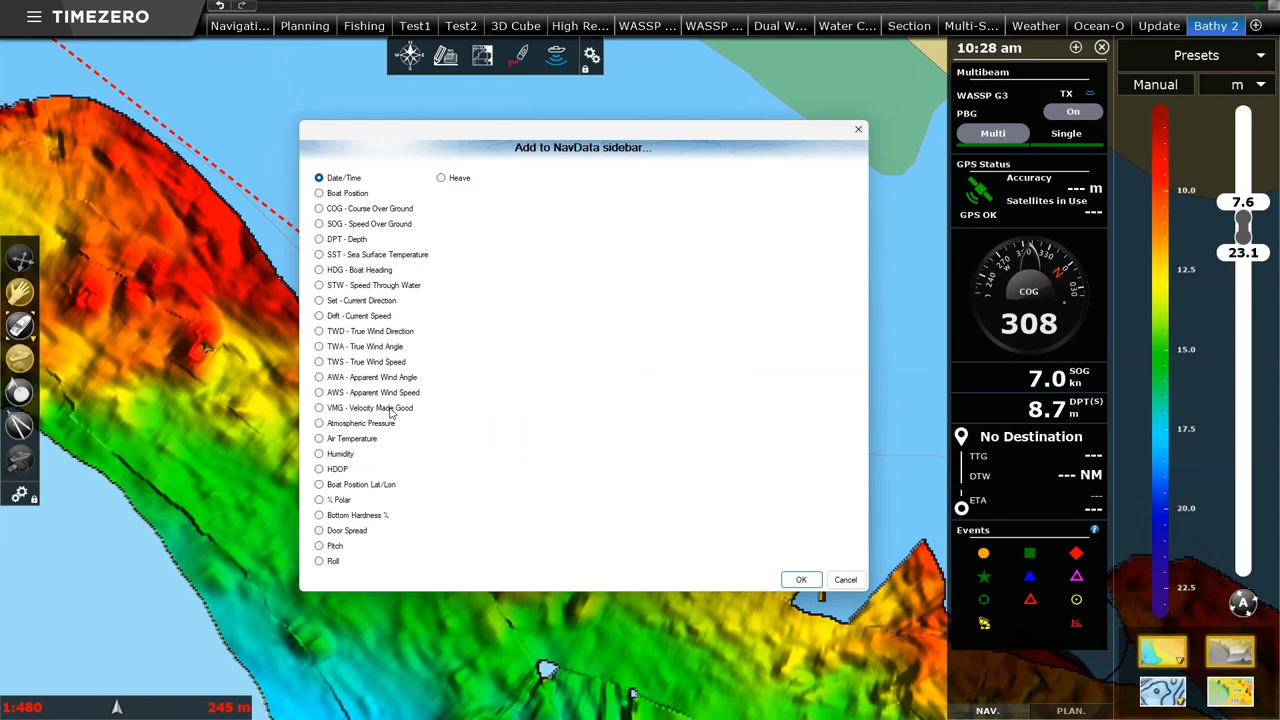 TIMEZERO
Navigati... Planning Fishing Test1 Test2 3D Cube High Re... WASSP ... WASSP ... Dual W... Water C... Section Multi-S... Weather Ocean-O Update Bathy 2
10:28 am
Multibeam
WASSP G3 TX
PBG On
Multi Single
GPS Status
Accuracy
--- m
Satellites in Use
GPS OK ---
COG
308
7.0 SOG kn
8.7 DPT(S) m
No Destination
TTG ---
DTW --- NM
ETA ---
---
Events
NAV. PLAN.
Presets
Manual m
10.0
12.5
15.0
17.5
20.0
22.5
7.6
23.1
A
Add to NavData sidebar...
Date/Time Heave
Boat Position
COG - Course Over Ground
SOG - Speed Over Ground
DPT - Depth
SST - Sea Surface Temperature
HDG - Boat Heading
STW - Speed Through Water
Set - Current Direction
Drift - Current Speed
TWD - True Wind Direction
TWA - True Wind Angle
TWS - True Wind Speed
AWA - Apparent Wind Angle
AWS - Apparent Wind Speed
VMG - Velocity Made Good
Atmospheric Pressure
Air Temperature
Humidity
HDOP
Boat Position Lat/Lon
% Polar
Bottom Hardness %
Door Spread
Pitch
Roll
OK Cancel
1:480 245 m